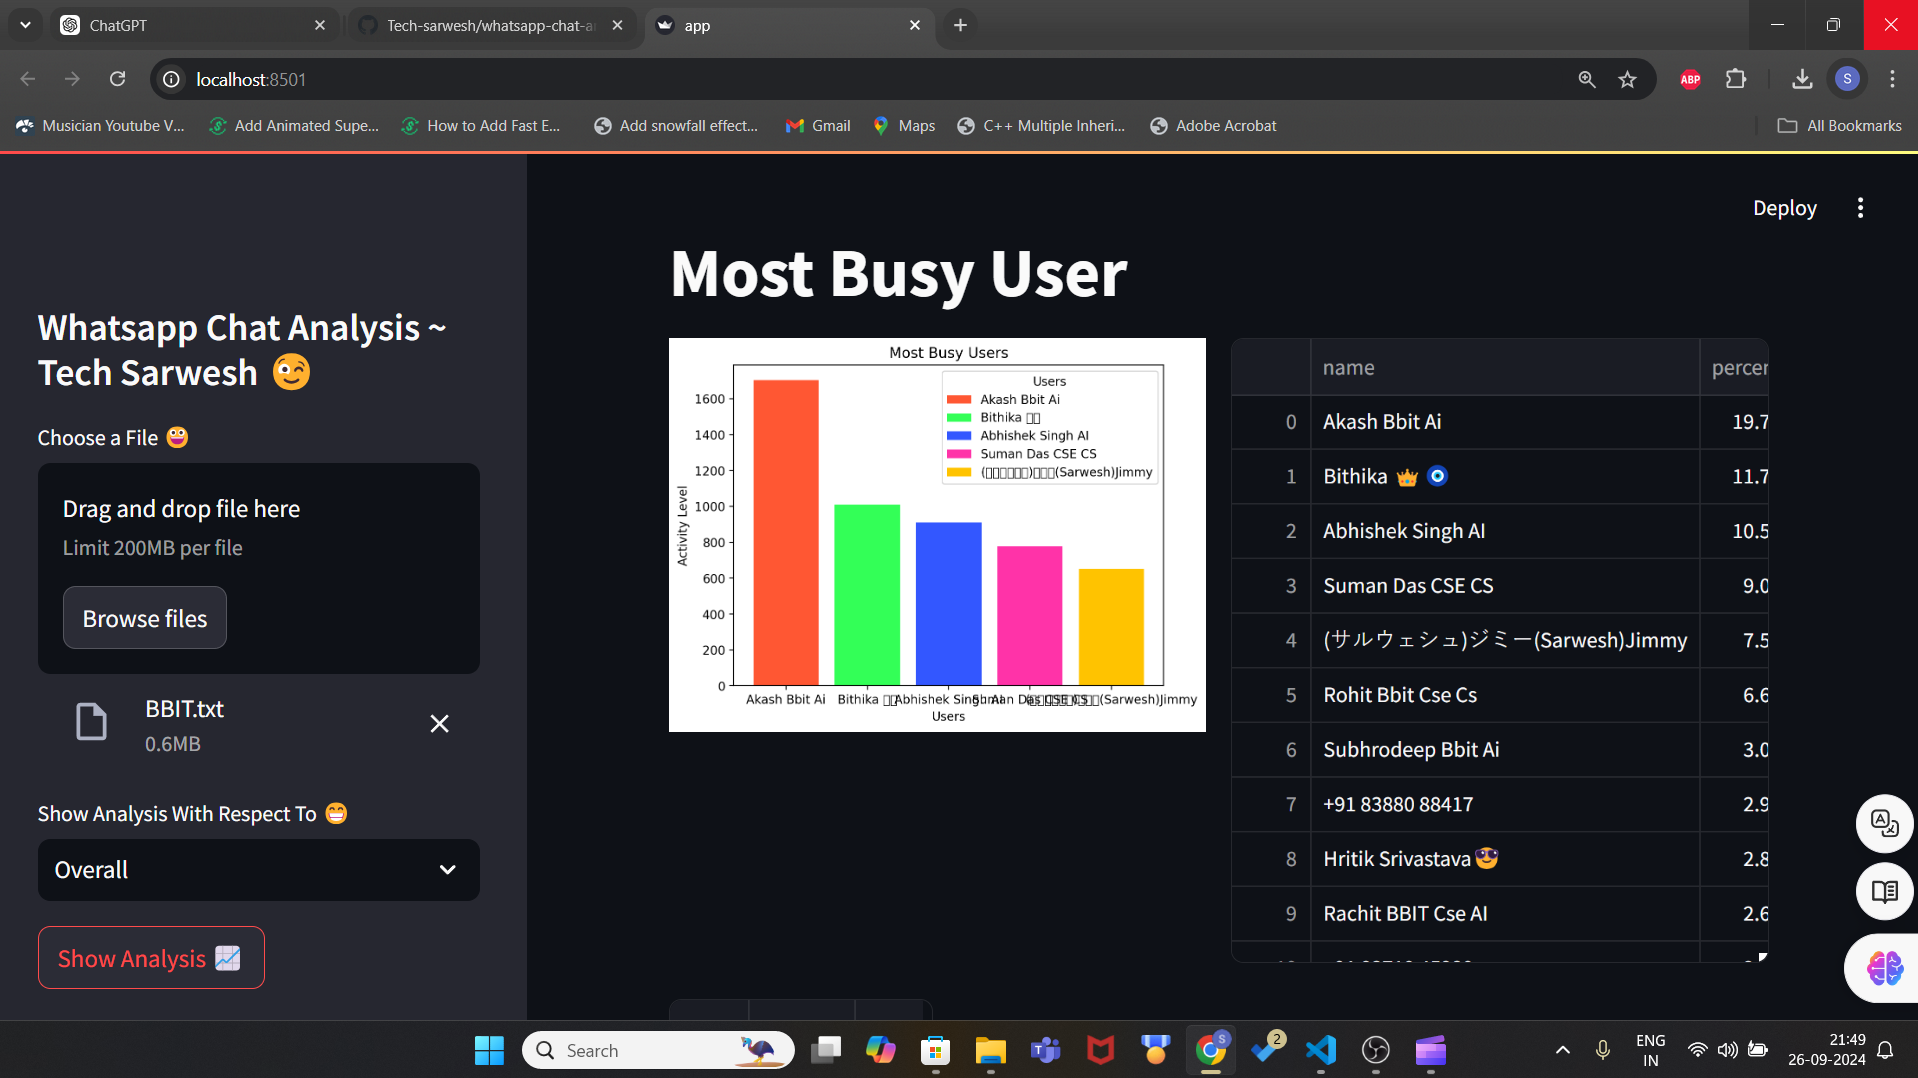 ChatGPT
Tech-sarwesh/whatsapp-chat-a
app
localhost:8501
ABP
S
Musician Youtube V...
Add Animated Supe...
How to Add Fast E...
Add snowfall effect...
Gmail
Maps
C++ Multiple Inheri...
Adobe Acrobat
All Bookmarks
Deploy
Whatsapp Chat Analysis ~
Tech Sarwesh 😉
Choose a File 😃
Drag and drop file here
Limit 200MB per file
Browse files
BBIT.txt
0.6MB
Show Analysis With Respect To 😁
Overall
Show Analysis 📈
Most Busy User
Most Busy Users
Users
Akash Bbit Ai
Bithika
Abhishek Singh AI
Suman Das CSE CS
(Sarwesh)Jimmy
Activity Level
1600
1400
1200
1000
800
600
400
200
0
Akash Bbit Ai Bithika Abhishek Singh AI Suman Das CSE CS (Sarwesh)Jimmy
Users
name percen
0 Akash Bbit Ai 19.7
1 Bithika 👑 🧿 11.7
2 Abhishek Singh AI 10.5
3 Suman Das CSE CS 9.0
4 (サルウェシュ)ジミー(Sarwesh)Jimmy 7.5
5 Rohit Bbit Cse Cs 6.6
6 Subhrodeep Bbit Ai 3.0
7 +91 83880 88417 2.9
8 Hritik Srivastava😎 2.8
9 Rachit BBIT Cse AI 2.6
Search
S
2
ENG
IN
21:49
26-09-2024